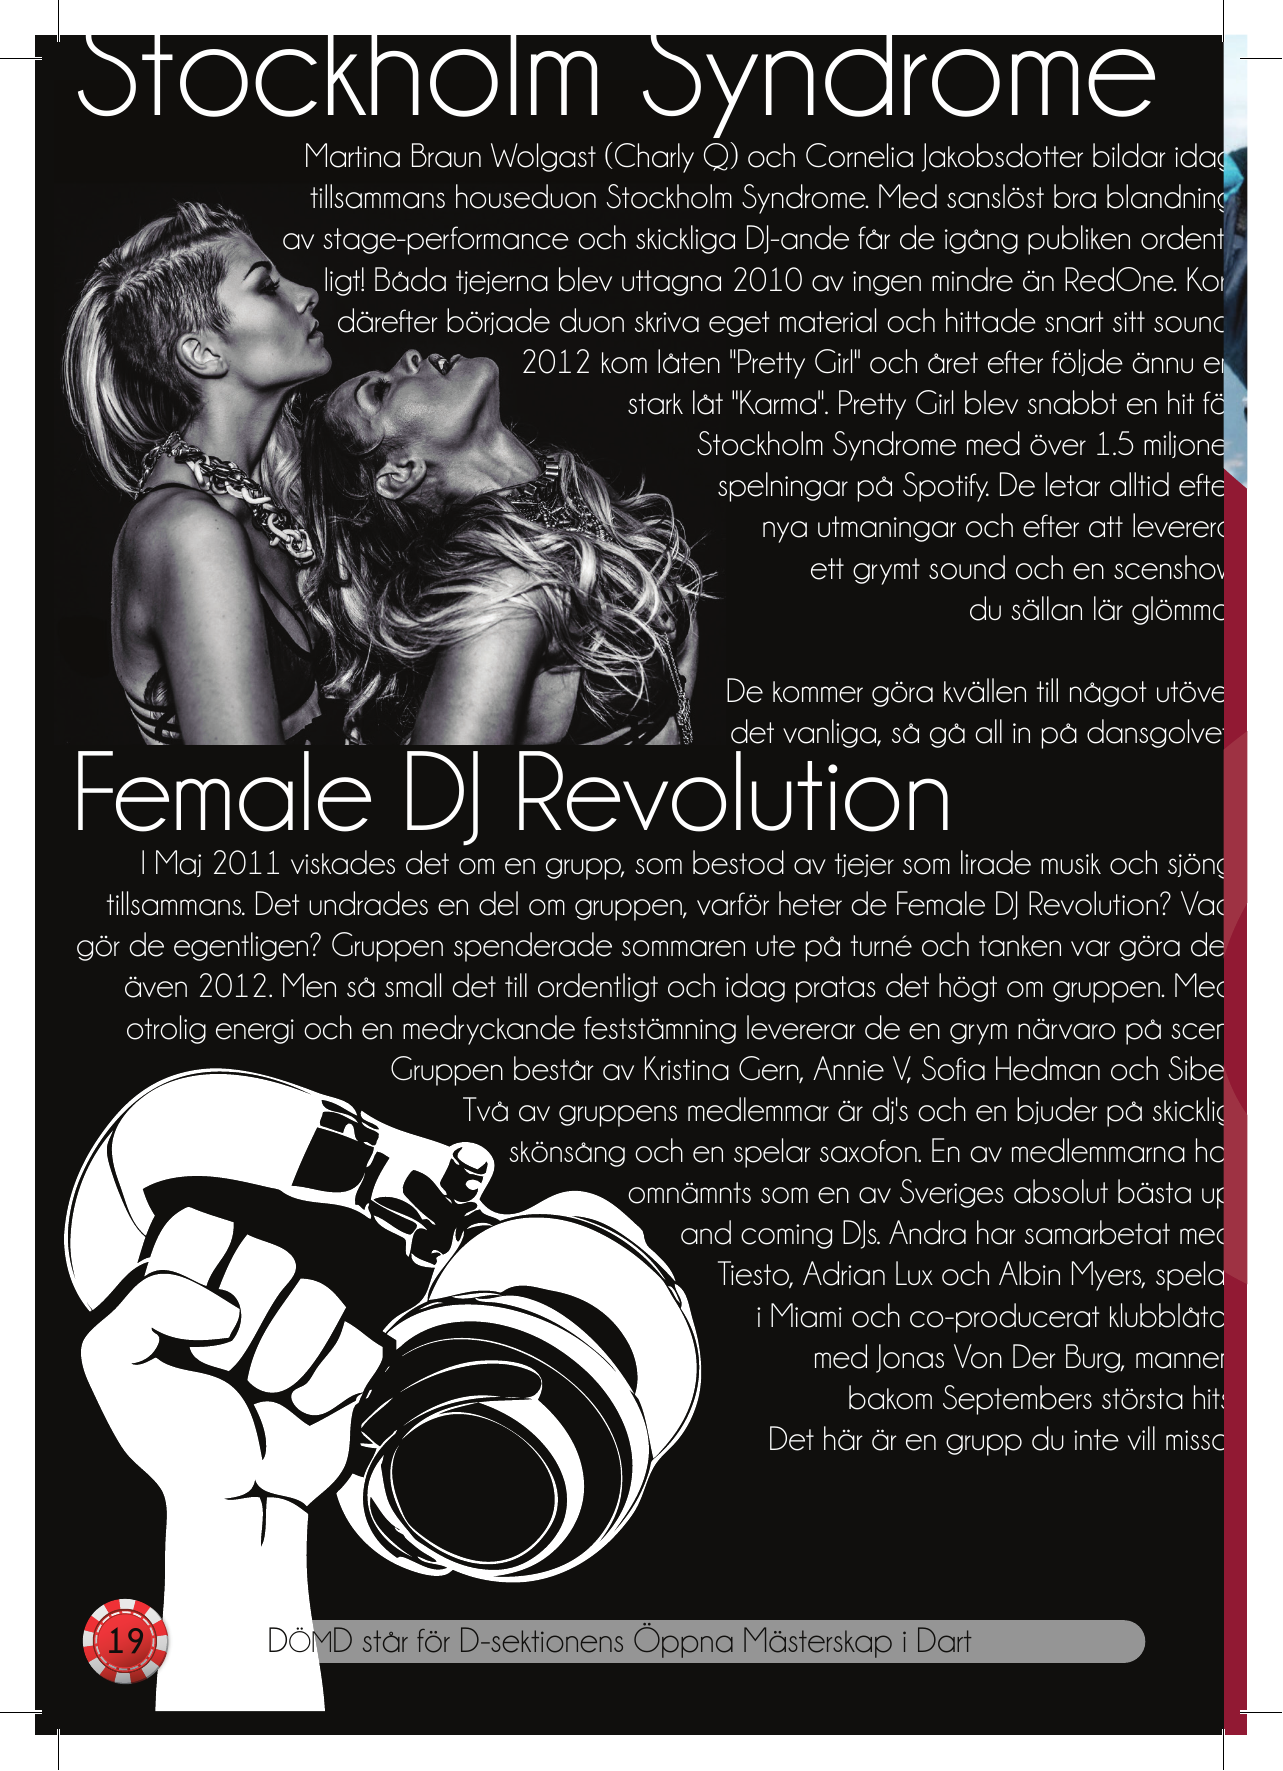 Stockholm Syndrome
Martina Braun Wolgast (Charly Q) och Cornelia Jakobsdotter bildar idag
tillsammans houseduon Stockholm Syndrome. Med sanslöst bra blandning
av stage-performance och skickliga DJ-ande får de igång publiken ordent
ligt! Båda tjejerna blev uttagna 2010 av ingen mindre än RedOne. Kor
därefter började duon skriva eget material och hittade snart sitt sound
2012 kom låten "Pretty Girl" och året efter följde ännu en
stark låt "Karma". Pretty Girl blev snabbt en hit fö
Stockholm Syndrome med över 1.5 miljone
spelningar på Spotify. De letar alltid efte
nya utmaningar och efter att leverera
ett grymt sound och en scenshow
du sällan lär glömma
De kommer göra kvällen till något utöve
det vanliga, så gå all in på dansgolvet
Female DJ Revolution
I Maj 2011 viskades det om en grupp, som bestod av tjejer som lirade musik och sjöng
tillsammans. Det undrades en del om gruppen, varför heter de Female DJ Revolution? Vad
gör de egentligen? Gruppen spenderade sommaren ute på turné och tanken var göra de
även 2012. Men så small det till ordentligt och idag pratas det högt om gruppen. Med
otrolig energi och en medryckande feststämning levererar de en grym närvaro på scen
Gruppen består av Kristina Gern, Annie V, Sofia Hedman och Sibe
Två av gruppens medlemmar är dj's och en bjuder på skicklig
skönsång och en spelar saxofon. En av medlemmarna ha
omnämnts som en av Sveriges absolut bästa up
and coming DJs. Andra har samarbetat med
Tiesto, Adrian Lux och Albin Myers, spela
i Miami och co-producerat klubblåta
med Jonas Von Der Burg, mannen
bakom Septembers största hits
Det här är en grupp du inte vill missa
19 DÖMD står för D-sektionens Öppna Mästerskap i Dart